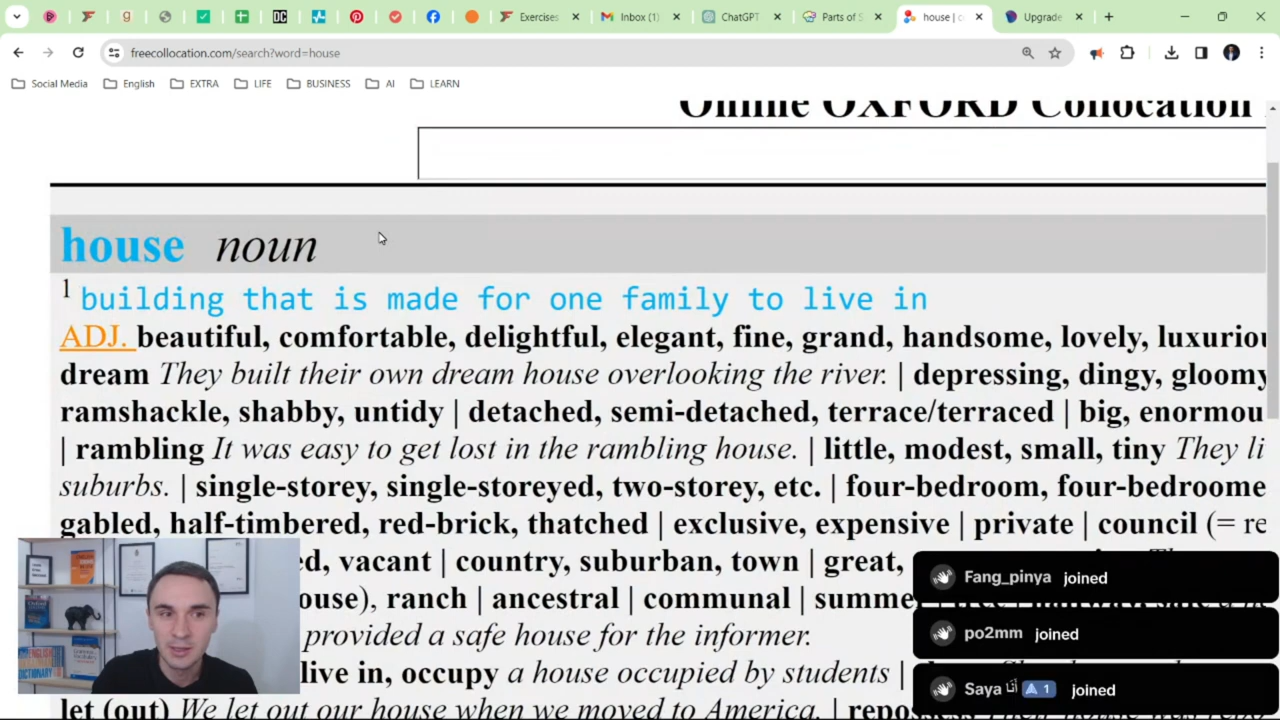 Exercises
Inbox (1)
ChatGPT
Parts of S
house | c
Upgrade
freecollocation.com/search?word=house
Social Media
English
EXTRA
LIFE
BUSINESS
AI
LEARN
Online OXFORD Collocation
house noun
1 building that is made for one family to live in
ADJ. beautiful, comfortable, delightful, elegant, fine, grand, handsome, lovely, luxuriou
dream They built their own dream house overlooking the river. | depressing, dingy, gloomy
ramshackle, shabby, untidy | detached, semi-detached, terrace/terraced | big, enormou
| rambling It was easy to get lost in the rambling house. | little, modest, small, tiny They li
suburbs. | single-storey, single-storeyed, two-storey, etc. | four-bedroom, four-bedroome
gabled, half-timbered, red-brick, thatched | exclusive, expensive | private | council (= re
ed, vacant | country, suburban, town | great,
ouse), ranch | ancestral | communal | summer
provided a safe house for the informer.
live in, occupy a house occupied by students |
let (out) We let out our house when we moved to America. |
Fang_pinya joined
po2mm joined
Saya أنا 1 joined